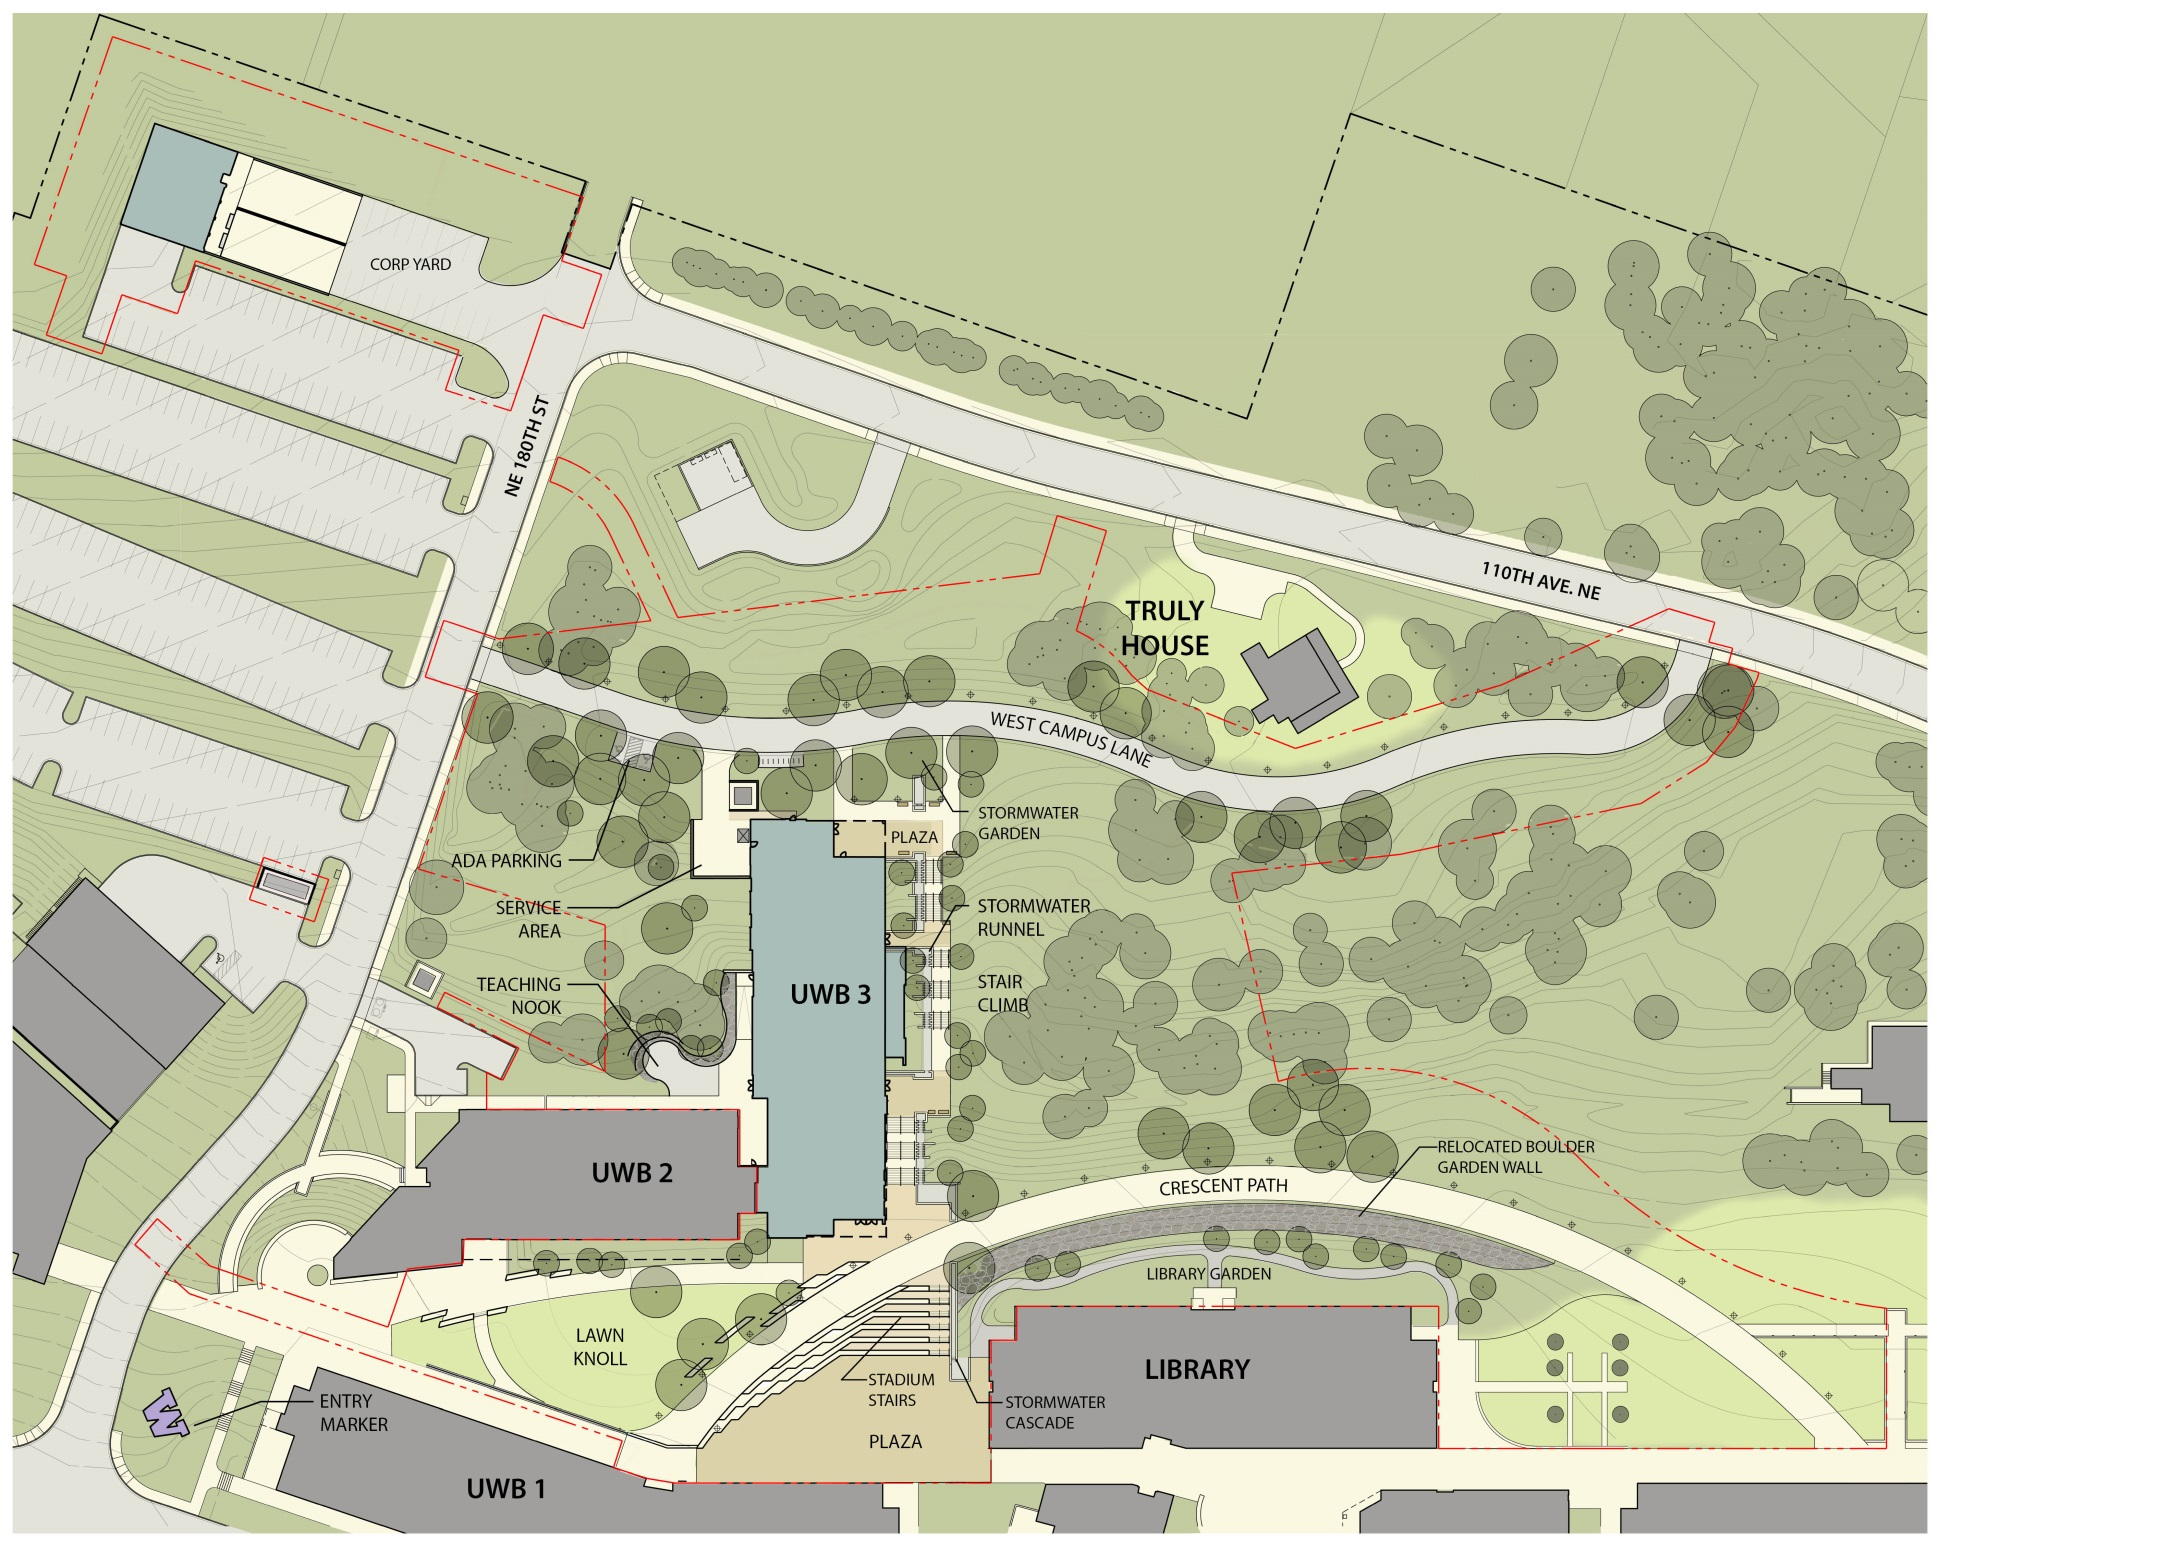 CORP YARD
NE 180TH ST
110TH AVE. NE
TRULY
HOUSE
WEST CAMPUS LANE
STORMWATER
GARDEN
PLAZA
ADA PARKING
SERVICE
AREA
STORMWATER
RUNNEL
TEACHING
NOOK
UWB 3
STAIR
CLIMB
UWB 2
RELOCATED BOULDER
GARDEN WALL
CRESCENT PATH
LIBRARY GARDEN
LAWN
KNOLL
LIBRARY
STADIUM
STAIRS
STORMWATER
CASCADE
W
ENTRY
MARKER
PLAZA
UWB 1